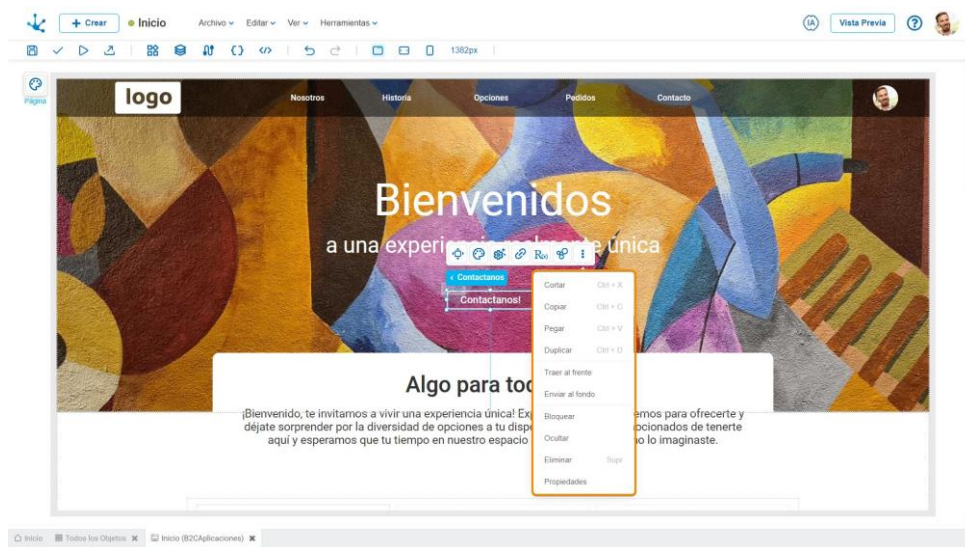 + Crear
Inicio
Archivo Editar Ver Herramientas
IA
Vista Previa
?
1382px
Página
logo
Nosotros Historia Opciones Pedidos Contacto
Bienvenidos
a una experi e única
R(x)
‹ Contactanos
Contactanos!
Cortar Ctrl + X
Copiar Ctrl + C
Pegar Ctrl + V
Duplicar Ctrl + D
Traer al frente
Enviar al fondo
Bloquear
Ocultar
Eliminar Supr
Propiedades
Algo para tod
¡Bienvenido, te invitamos a vivir una experiencia única! Ex emos para ofrecerte y
déjate sorprender por la diversidad de opciones a tu dispo ocionados de tenerte
aquí y esperamos que tu tiempo en nuestro espacio o lo imaginaste.
Inicio Todos los Objetos ✖ Inicio (B2CAplicaciones) ✖